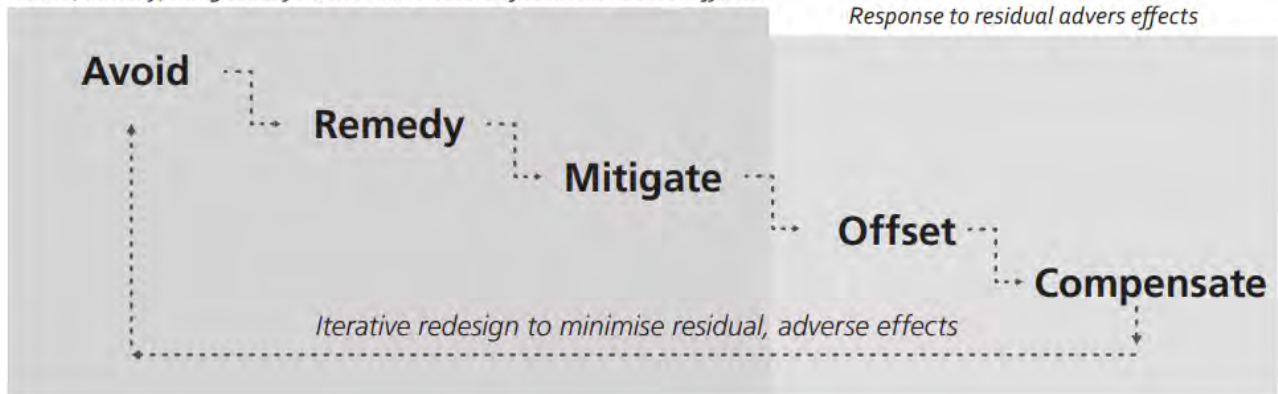 Response to residual advers effects
Avoid
Remedy
Mitigate
Offset
Compensate
Iterative redesign to minimise residual, adverse effects